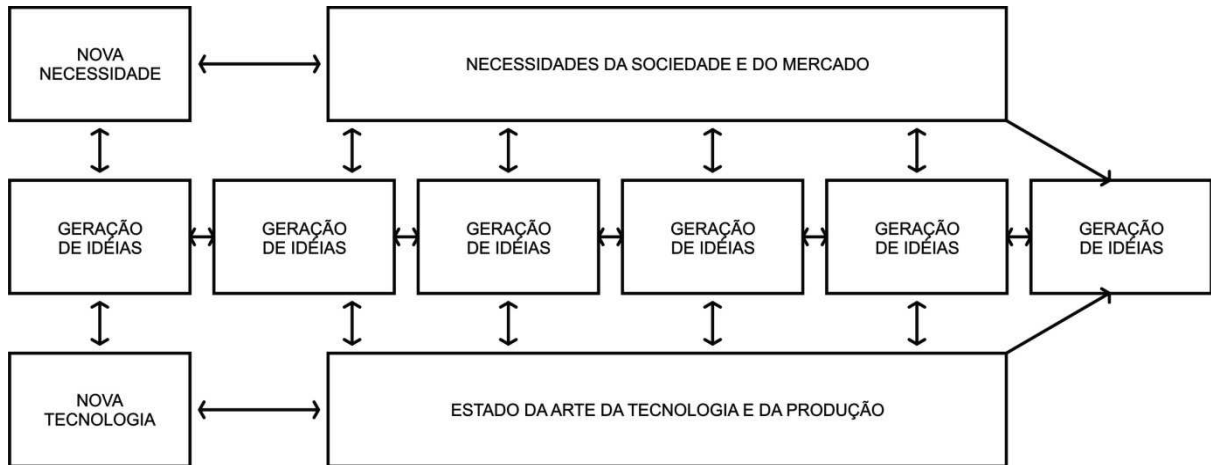 NOVA
NECESSIDADE
NECESSIDADES DA SOCIEDADE E DO MERCADO
GERAÇÃO
DE IDÉIAS
GERAÇÃO
DE IDÉIAS
GERAÇÃO
DE IDÉIAS
GERAÇÃO
DE IDÉIAS
GERAÇÃO
DE IDÉIAS
GERAÇÃO
DE IDÉIAS
NOVA
TECNOLOGIA
ESTADO DA ARTE DA TECNOLOGIA E DA PRODUÇÃO